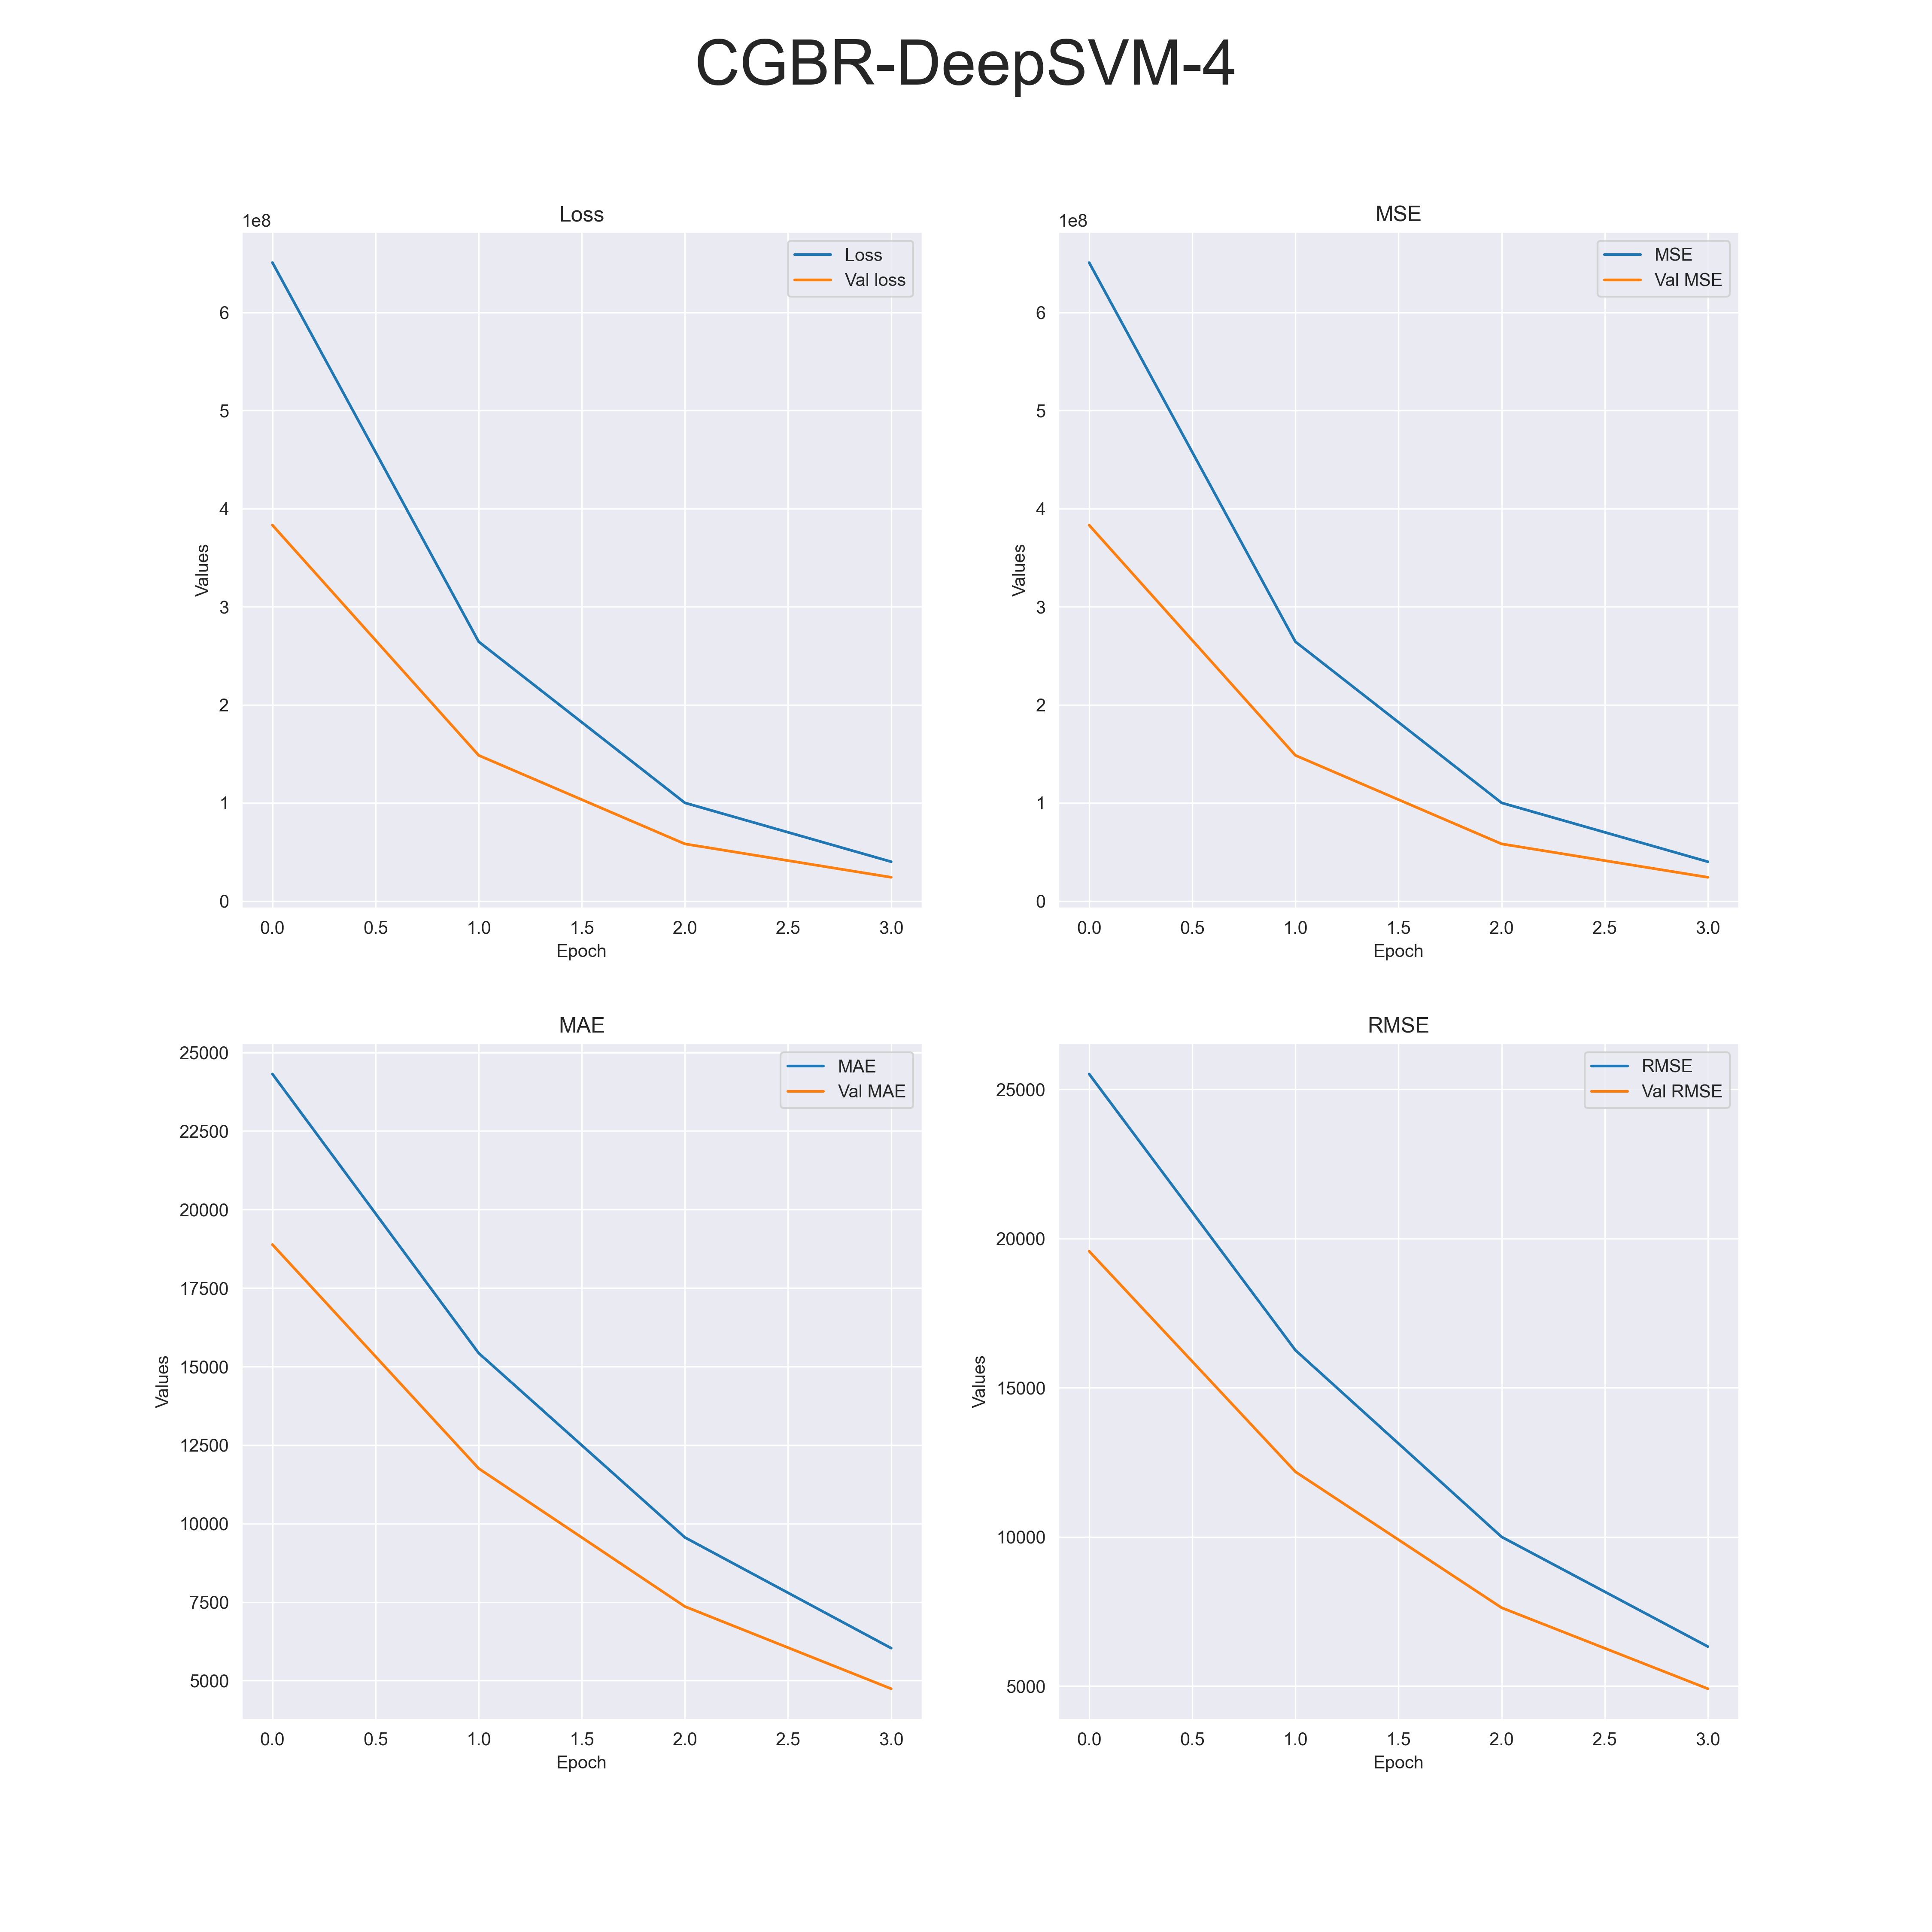 CGBR-DeepSVM-4
Loss
1e8
Loss
Val loss
6
5
4
3
2
1
0
Values
0.0 0.5 1.0 1.5 2.0 2.5 3.0
Epoch
MSE
1e8
MSE
Val MSE
6
5
4
3
2
1
0
Values
0.0 0.5 1.0 1.5 2.0 2.5 3.0
Epoch
MAE
MAE
Val MAE
25000
22500
20000
17500
15000
12500
10000
7500
5000
Values
0.0 0.5 1.0 1.5 2.0 2.5 3.0
Epoch
RMSE
RMSE
Val RMSE
25000
20000
15000
10000
5000
Values
0.0 0.5 1.0 1.5 2.0 2.5 3.0
Epoch